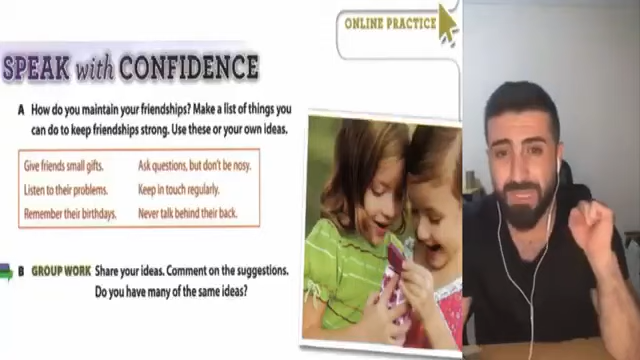 ONLINE PRACTICE
SPEAK with CONFIDENCE
A How do you maintain your friendships? Make a list of things you
can do to keep friendships strong. Use these or your own ideas.
Give friends small gifts. Ask questions, but don't be nosy.
Listen to their problems. Keep in touch regularly.
Remember their birthdays. Never talk behind their back.
B GROUP WORK Share your ideas. Comment on the suggestions.
Do you have many of the same ideas?